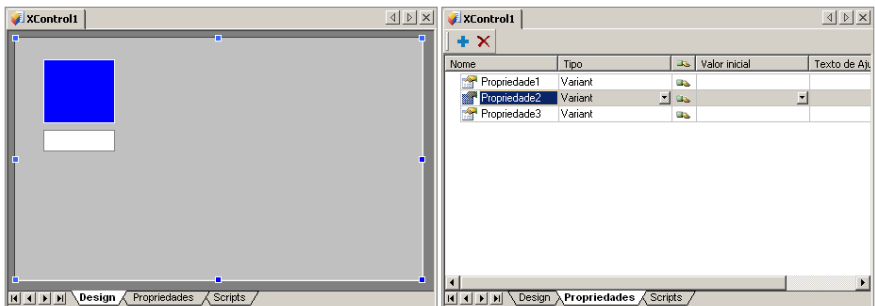 XControl1
Design Propriedades Scripts
XControl1
Nome Tipo Valor inicial Texto de Aju
Propriedade1 Variant
Propriedade2 Variant
Propriedade3 Variant
Design Propriedades Scripts